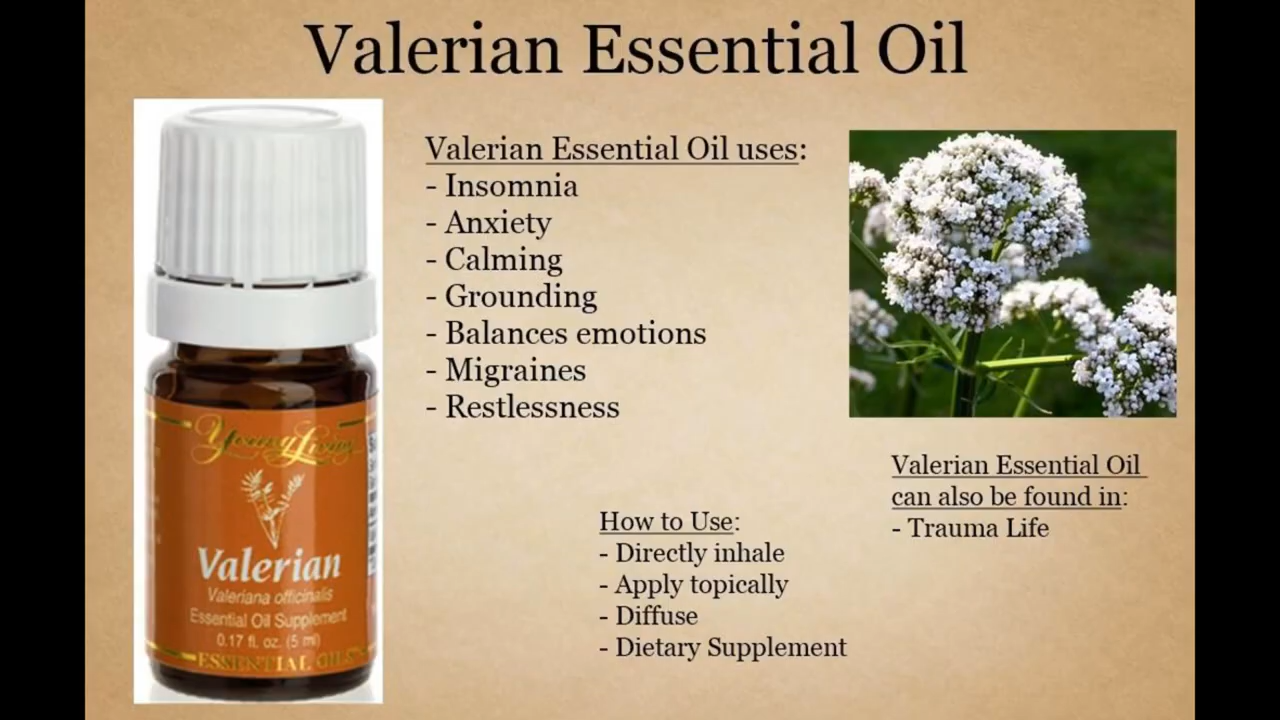 Valerian Essential Oil
Valerian Essential Oil uses:
- Insomnia
- Anxiety
- Calming
- Grounding
- Balances emotions
- Migraines
- Restlessness
Young Living
Valerian
Valeriana officinalis
Essential Oil Supplement
0.17 fl. oz. (5 ml)
ESSENTIAL OILS
How to Use:
- Directly inhale
- Apply topically
- Diffuse
- Dietary Supplement
Valerian Essential Oil
can also be found in:
- Trauma Life